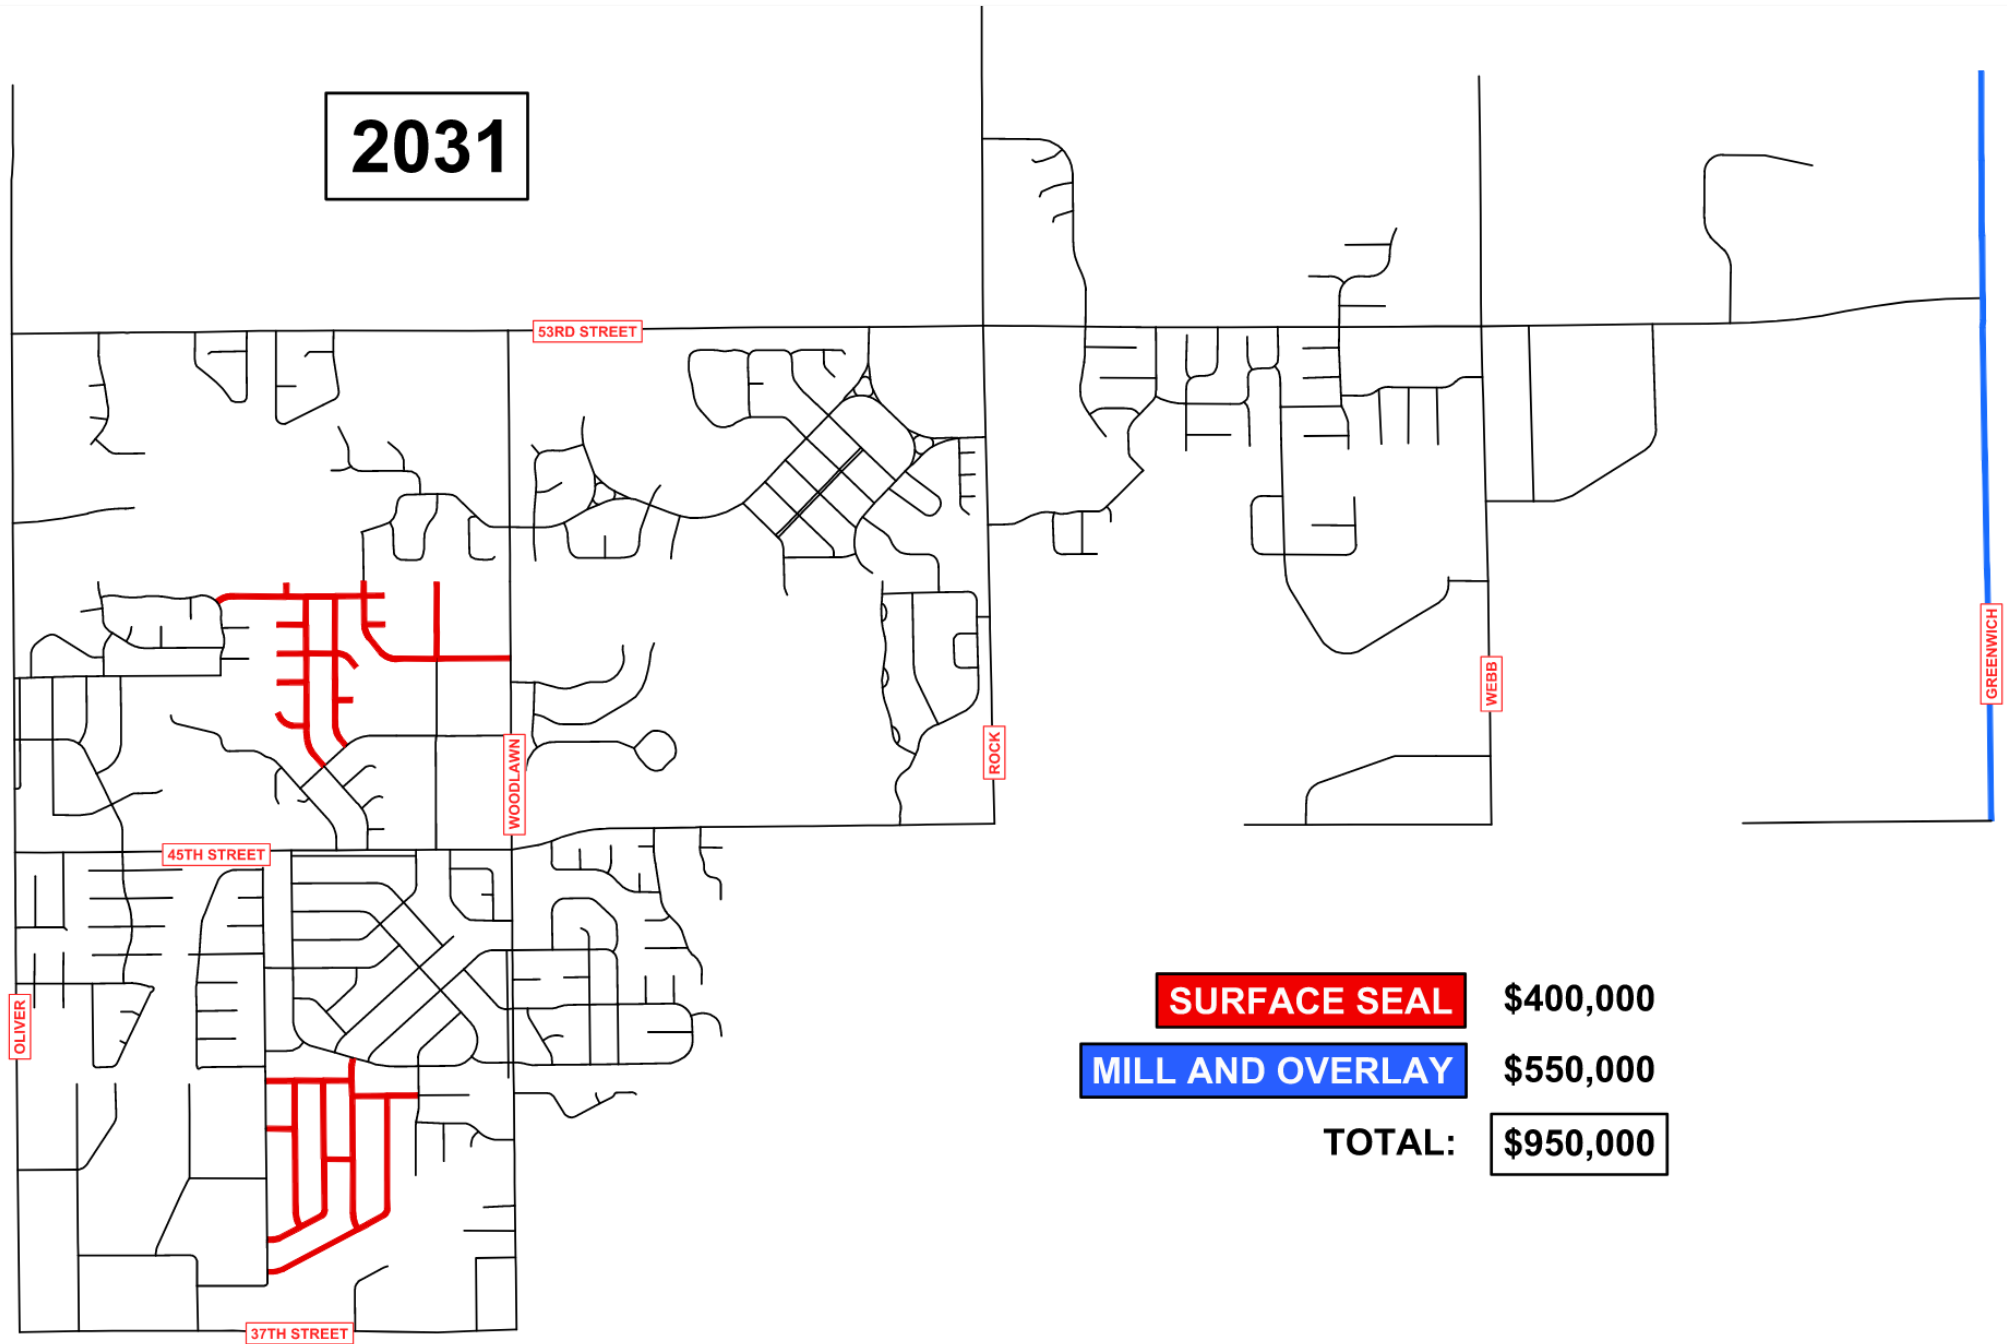 2031
53RD STREET
GREENWICH
WEBB
ROCK
WOODLAWN
45TH STREET
OLIVER
SURFACE SEAL $400,000
MILL AND OVERLAY $550,000
TOTAL: $950,000
37TH STREET